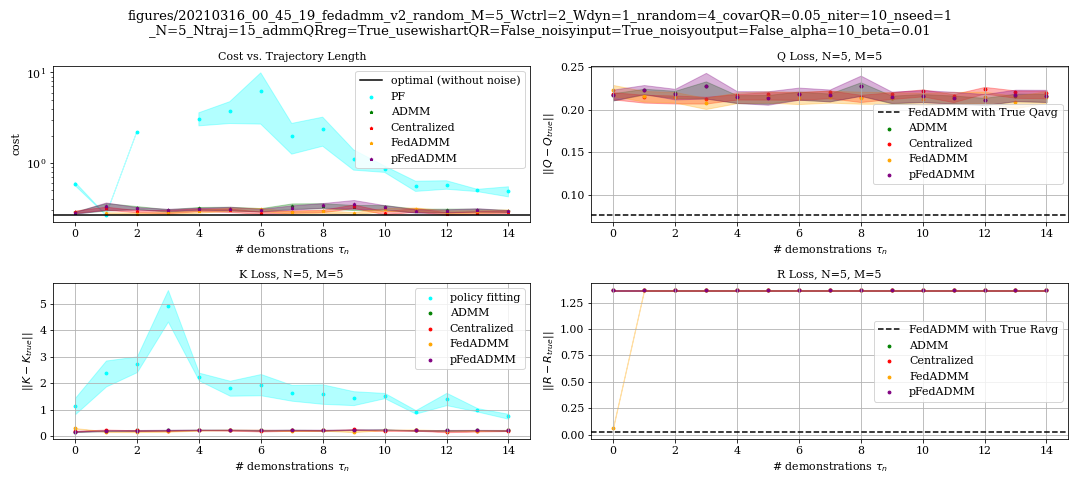 figures/20210316_00_45_19_fedadmm_v2_random_M=5_Wctrl=2_Wdyn=1_nrandom=4_covarQR=0.05_niter=10_nseed=1
_N=5_Ntraj=15_admmQRreg=True_usewishartQR=False_noisyinput=True_noisyoutput=False_alpha=10_beta=0.01
Cost vs. Trajectory Length
cost
10¹
10⁰
optimal (without noise)
PF
ADMM
Centralized
FedADMM
pFedADMM
0 2 4 6 8 10 12 14
# demonstrations τₙ
Q Loss, N=5, M=5
||Q − Q_true||
0.25
0.20
0.15
0.10
FedADMM with True Qavg
ADMM
Centralized
FedADMM
pFedADMM
0 2 4 6 8 10 12 14
# demonstrations τₙ
K Loss, N=5, M=5
||K − K_true||
5
4
3
2
1
0
policy fitting
ADMM
Centralized
FedADMM
pFedADMM
0 2 4 6 8 10 12 14
# demonstrations τₙ
R Loss, N=5, M=5
||R − R_true||
1.25
1.00
0.75
0.50
0.25
0.00
FedADMM with True Ravg
ADMM
Centralized
FedADMM
pFedADMM
0 2 4 6 8 10 12 14
# demonstrations τₙ